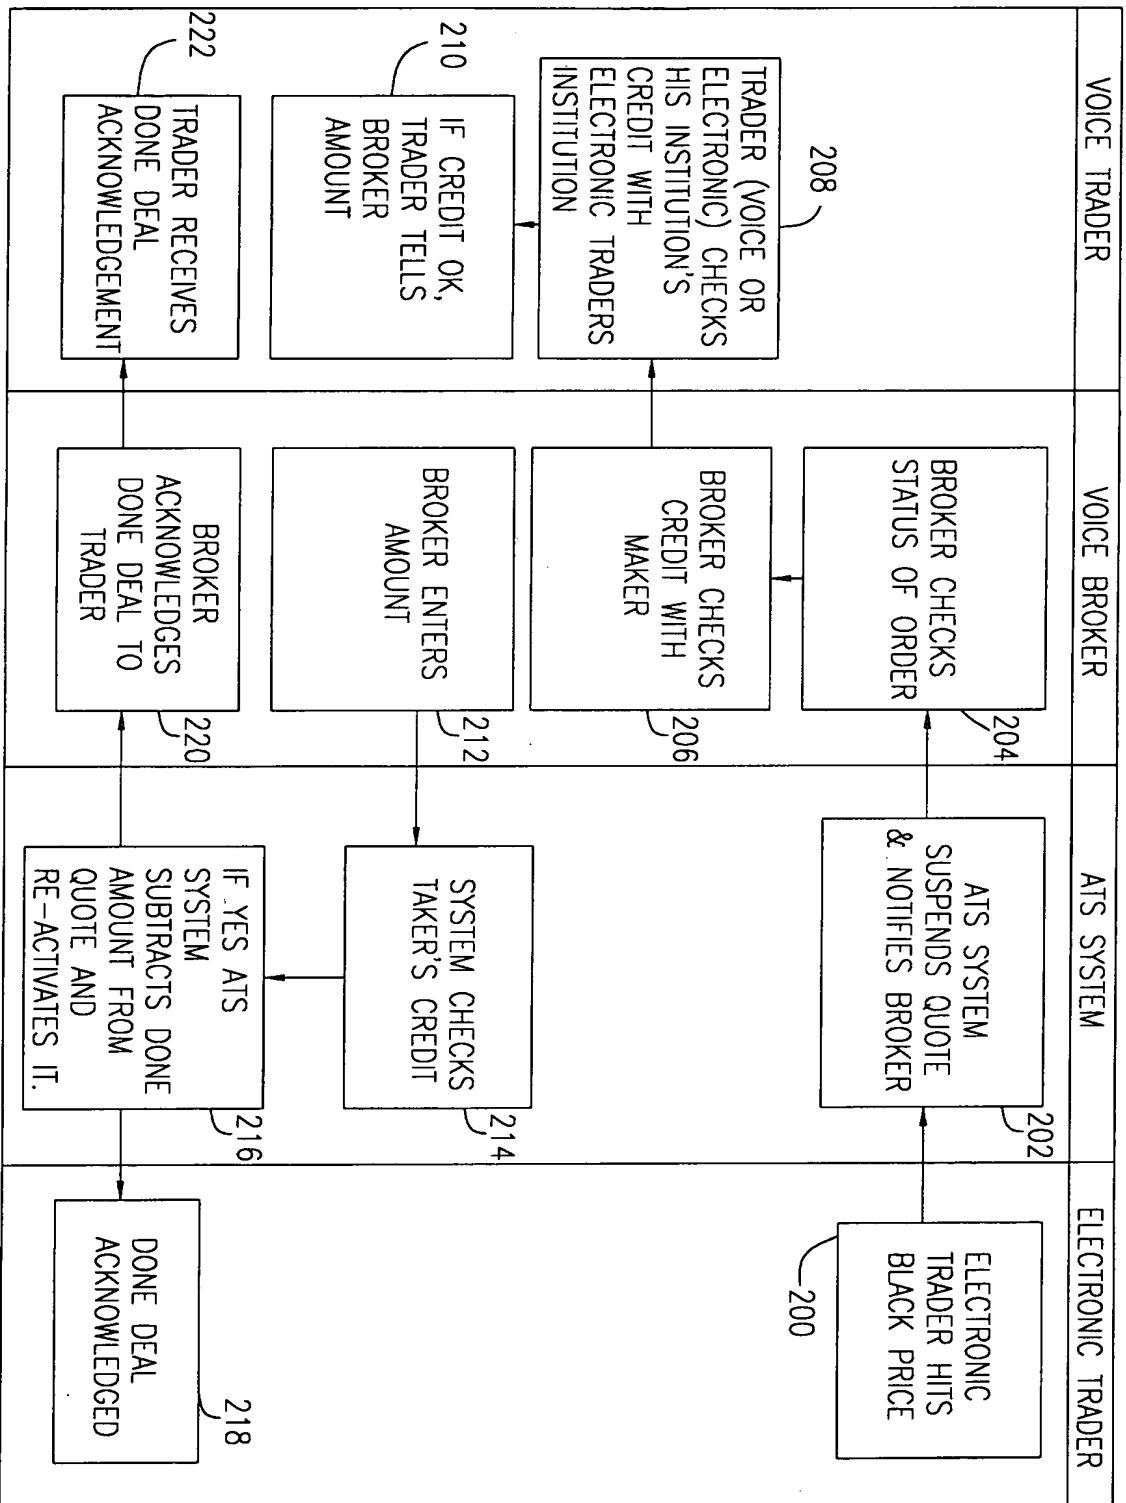 VOICE TRADER
VOICE BROKER
ATS SYSTEM
ELECTRONIC TRADER
ELECTRONIC
TRADER HITS
BLACK PRICE
200
ATS SYSTEM
SUSPENDS QUOTE
& NOTIFIES BROKER
202
BROKER CHECKS
STATUS OF ORDER
204
BROKER CHECKS
CREDIT WITH
MAKER
206
TRADER (VOICE OR
ELECTRONIC) CHECKS
HIS INSTITUTION'S
CREDIT WITH
ELECTRONIC TRADERS
INSTITUTION
208
IF CREDIT OK,
TRADER TELLS
BROKER
AMOUNT
210
BROKER ENTERS
AMOUNT
212
SYSTEM CHECKS
TAKER'S CREDIT
214
IF YES ATS
SYSTEM
SUBTRACTS DONE
AMOUNT FROM
QUOTE AND
RE-ACTIVATES IT.
216
DONE DEAL
ACKNOWLEDGED
218
BROKER
ACKNOWLEDGES
DONE DEAL TO
TRADER
220
TRADER RECEIVES
DONE DEAL
ACKNOWLEDGEMENT
222